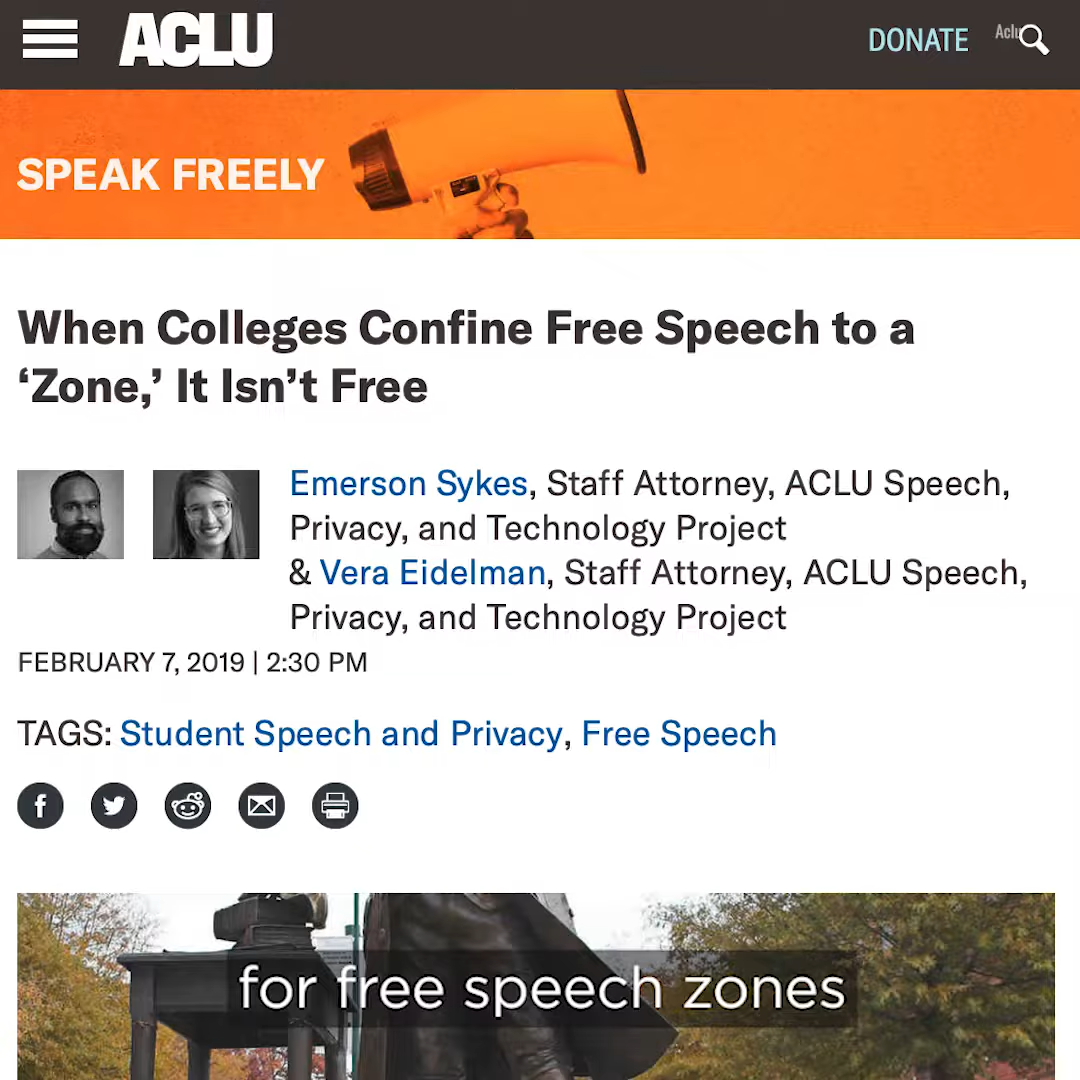 ACLU
DONATE
Aclu
SPEAK FREELY
When Colleges Confine Free Speech to a
‘Zone,’ It Isn’t Free
Emerson Sykes, Staff Attorney, ACLU Speech,
Privacy, and Technology Project
& Vera Eidelman, Staff Attorney, ACLU Speech,
Privacy, and Technology Project
FEBRUARY 7, 2019 | 2:30 PM
TAGS: Student Speech and Privacy, Free Speech
for free speech zones